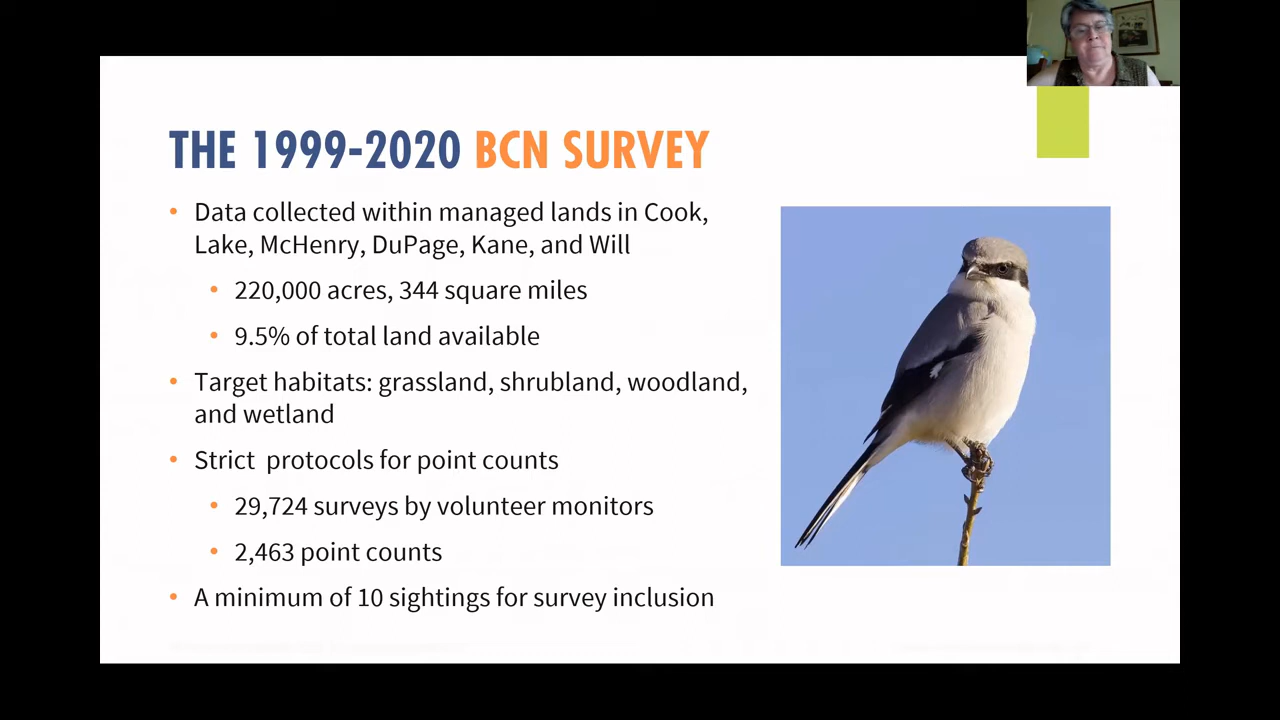 THE 1999-2020 BCN SURVEY
• Data collected within managed lands in Cook,
Lake, McHenry, DuPage, Kane, and Will
• 220,000 acres, 344 square miles
• 9.5% of total land available
• Target habitats: grassland, shrubland, woodland,
and wetland
• Strict  protocols for point counts
• 29,724 surveys by volunteer monitors
• 2,463 point counts
• A minimum of 10 sightings for survey inclusion